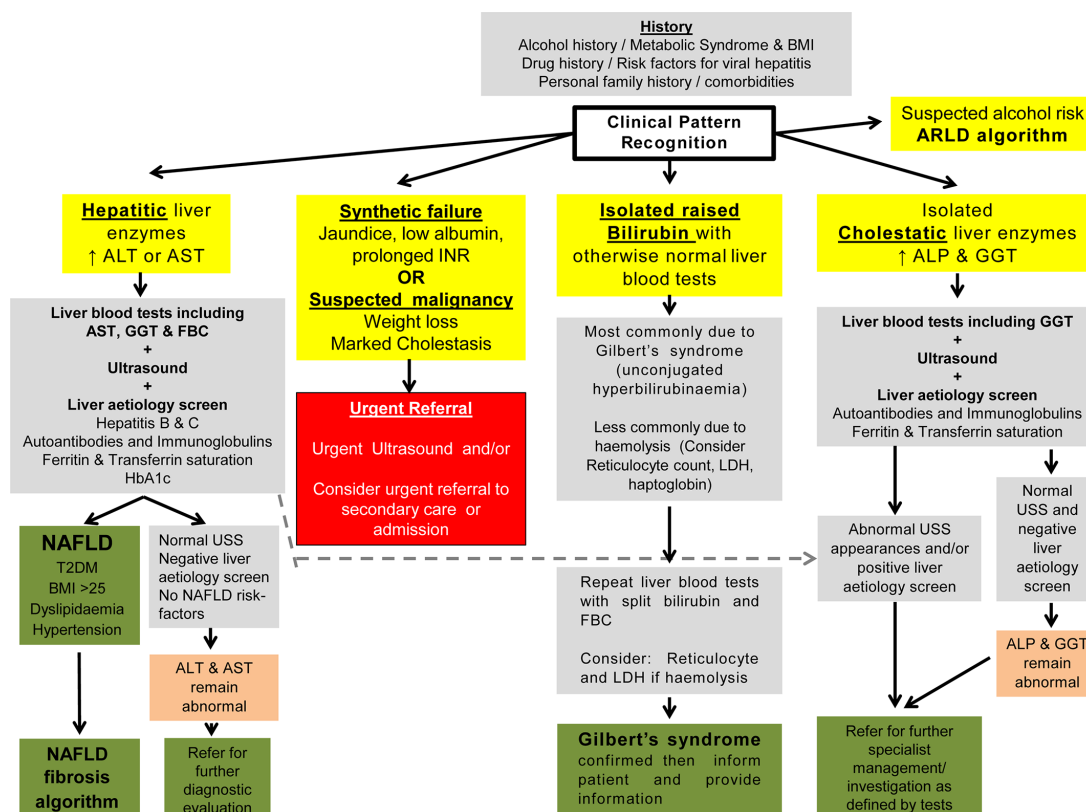 History
Alcohol history / Metabolic Syndrome & BMI
Drug history / Risk factors for viral hepatitis
Personal family history / comorbidities
Clinical Pattern
Recognition
Suspected alcohol risk
ARLD algorithm
Hepatitic liver
enzymes
↑ ALT or AST
Liver blood tests including
AST, GGT & FBC
+
Ultrasound
+
Liver aetiology screen
Hepatitis B & C
Autoantibodies and Immunoglobulins
Ferritin & Transferrin saturation
HbA1c
NAFLD
T2DM
BMI >25
Dyslipidaemia
Hypertension
NAFLD
fibrosis
algorithm
Normal USS
Negative liver
aetiology screen
No NAFLD risk-
factors
ALT & AST
remain
abnormal
Refer for
further
diagnostic
evaluation
Synthetic failure
Jaundice, low albumin,
prolonged INR
OR
Suspected malignancy
Weight loss
Marked Cholestasis
Urgent Referral
Urgent Ultrasound and/or
Consider urgent referral to
secondary care or
admission
Isolated raised
Bilirubin with
otherwise normal liver
blood tests
Most commonly due to
Gilbert's syndrome
(unconjugated
hyperbilirubinaemia)
Less commonly due to
haemolysis (Consider
Reticulocyte count, LDH,
haptoglobin)
Repeat liver blood tests
with split bilirubin and
FBC
Consider: Reticulocyte
and LDH if haemolysis
Gilbert's syndrome
confirmed then inform
patient and provide
information
Isolated
Cholestatic liver enzymes
↑ ALP & GGT
Liver blood tests including GGT
+
Ultrasound
+
Liver aetiology screen
Autoantibodies and Immunoglobulins
Ferritin & Transferrin saturation
Abnormal USS
appearances and/or
positive liver
aetiology screen
Normal
USS and
negative
liver
aetiology
screen
ALP & GGT
remain
abnormal
Refer for further
specialist
management/
investigation as
defined by tests